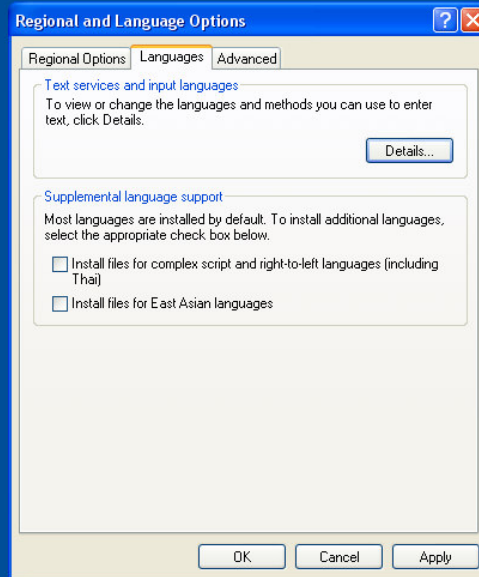 Regional and Language Options
Regional Options Languages Advanced
Text services and input languages
To view or change the languages and methods you can use to enter
text, click Details.
Details...
Supplemental language support
Most languages are installed by default. To install additional languages,
select the appropriate check box below.
Install files for complex script and right-to-left languages (including
Thai)
Install files for East Asian languages
OK Cancel Apply